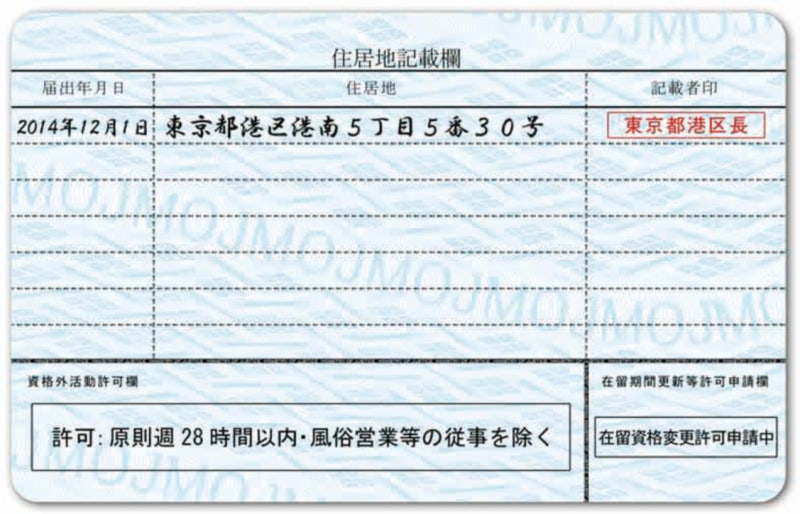 住居地記載欄
届出年月日 住居地 記載者印
2014年12月1日 東京都港区港南5丁目5番30号 東京都港区長
MOJMOJMOJMOJMOJMOJ
資格外活動許可欄 在留期間更新等許可申請欄
許可：原則週28時間以内・風俗営業等の従事を除く 在留資格変更許可申請中